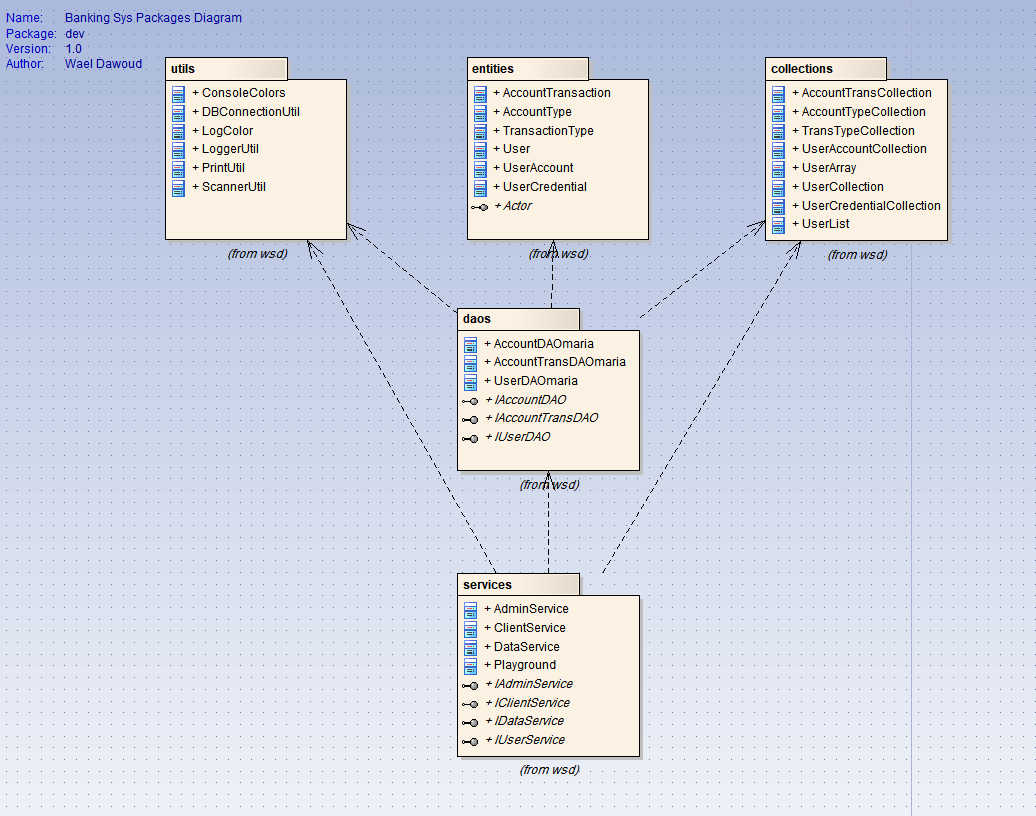 Name: Banking Sys Packages Diagram
Package: dev
Version: 1.0
Author: Wael Dawoud
utils
+ ConsoleColors
+ DBConnectionUtil
+ LogColor
+ LoggerUtil
+ PrintUtil
+ ScannerUtil
(from wsd)
entities
+ AccountTransaction
+ AccountType
+ TransactionType
+ User
+ UserAccount
+ UserCredential
+ Actor
(from wsd)
collections
+ AccountTransCollection
+ AccountTypeCollection
+ TransTypeCollection
+ UserAccountCollection
+ UserArray
+ UserCollection
+ UserCredentialCollection
+ UserList
(from wsd)
daos
+ AccountDAOmaria
+ AccountTransDAOmaria
+ UserDAOmaria
+ IAccountDAO
+ IAccountTransDAO
+ IUserDAO
(from wsd)
services
+ AdminService
+ ClientService
+ DataService
+ Playground
+ IAdminService
+ IClientService
+ IDataService
+ IUserService
(from wsd)